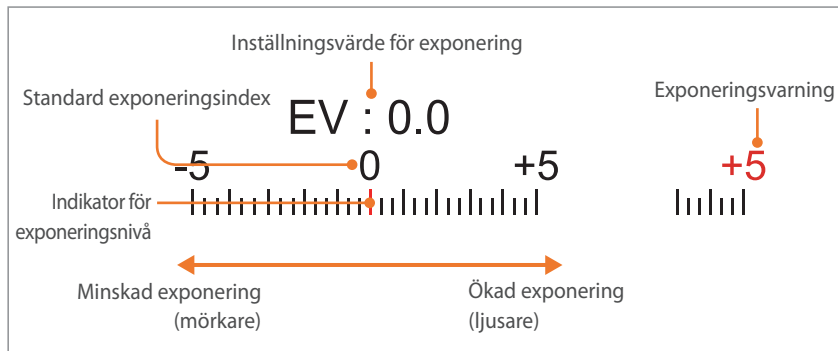 Inställningsvärde för exponering
Standard exponeringsindex
Exponeringsvarning
EV : 0.0
-5 0 +5 +5
Indikator för
exponeringsnivå
Minskad exponering
(mörkare)
Ökad exponering
(ljusare)